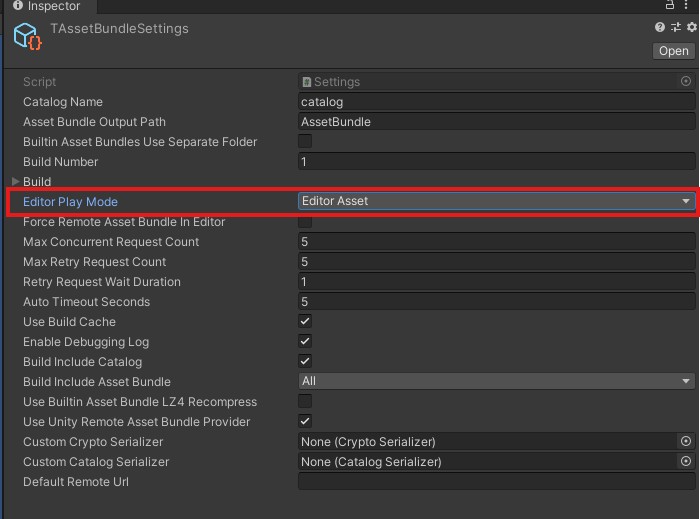 Inspector
TAssetBundleSettings
Open
Script Settings
Catalog Name catalog
Asset Bundle Output Path AssetBundle
Builtin Asset Bundles Use Separate Folder
Build Number 1
Build
Editor Play Mode Editor Asset
Force Remote Asset Bundle In Editor
Max Concurrent Request Count 5
Max Retry Request Count 5
Retry Request Wait Duration 1
Auto Timeout Seconds 5
Use Build Cache
Enable Debugging Log
Build Include Catalog
Build Include Asset Bundle All
Use Builtin Asset Bundle LZ4 Recompress
Use Unity Remote Asset Bundle Provider
Custom Crypto Serializer None (Crypto Serializer)
Custom Catalog Serializer None (Catalog Serializer)
Default Remote Url